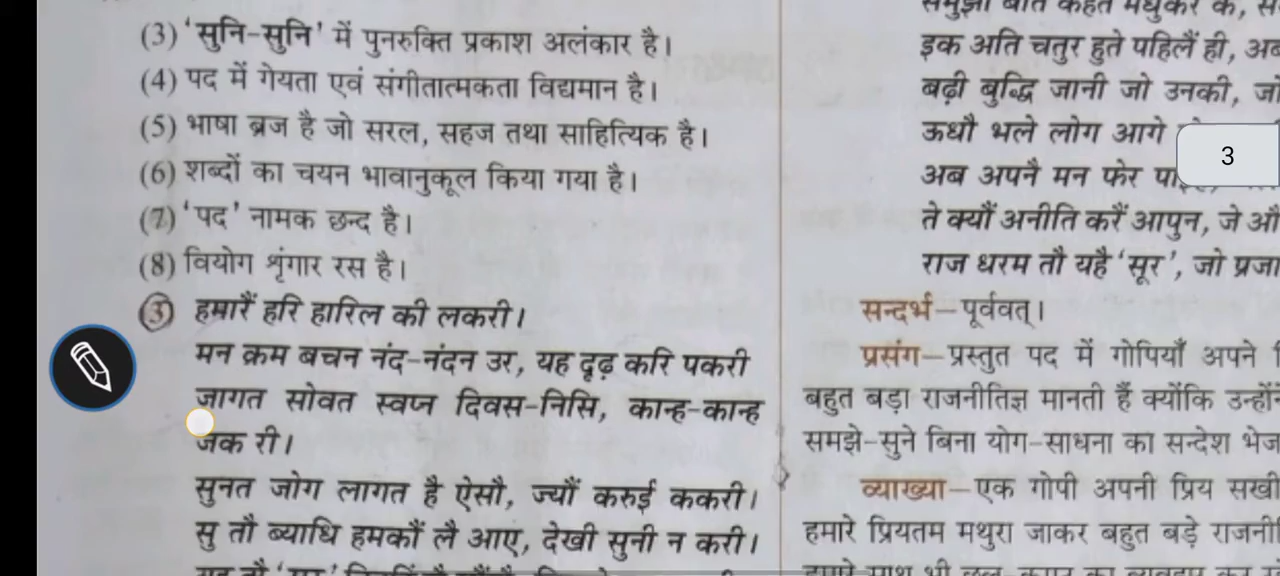 (3) 'सुनि-सुनि' में पुनरुक्ति प्रकाश अलंकार है।
(4) पद में गेयता एवं संगीतात्मकता विद्यमान है।
(5) भाषा ब्रज है जो सरल, सहज तथा साहित्यिक है।
(6) शब्दों का चयन भावानुकूल किया गया है।
(7) 'पद' नामक छन्द है।
(8) वियोग शृंगार रस है।
(3) हमारैं हरि हारिल की लकरी।
मन क्रम बचन नंद-नंदन उर, यह दृढ़ करि पकरी
जागत सोवत स्वप्न दिवस-निसि, कान्ह-कान्ह
जक री।
सुनत जोग लागत है ऐसौ, ज्यौं करुई ककरी।
सु तौ ब्याधि हमकौं लै आए, देखी सुनी न करी।
समुझी बात कहत मधुकर के,
इक अति चतुर हुते पहिलैं ही,
बढ़ी बुद्धि जानी जो उनकी,
ऊधौ भले लोग आगे
3
अब अपनै मन फेर
ते क्यौं अनीति करैं आपुन, जे
राज धरम तौ यहै 'सूर', जो प्रजा
सन्दर्भ—पूर्ववत्।
प्रसंग—प्रस्तुत पद में गोपियाँ अपने
बहुत बड़ा राजनीतिज्ञ मानती हैं क्योंकि
समझे-सुने बिना योग-साधना का सन्देश
व्याख्या—एक गोपी अपनी प्रिय सखी
हमारे प्रियतम मथुरा जाकर बहुत बड़े